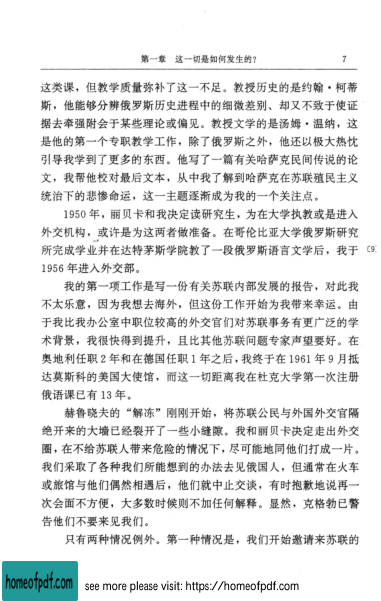 第一章 这一切是如何发生的? 7
这类课，但教学质量弥补了这一不足。教授历史的是约翰·柯蒂
斯，他能够分辨俄罗斯历史进程中的细微差别、却又不致于使证
据去牵强附会于某些理论或偏见。教授文学的是汤姆·温纳，这
是他的第一个专职教学工作，除了俄罗斯之外，他还以极大热忱
引导我学到了更多的东西。他写了一篇有关哈萨克民间传说的论
文，我帮他校对最后文本，从中我了解到哈萨克在苏联殖民主义
统治下的悲惨命运，这一主题逐渐成为我的一个关注点。
1950 年，丽贝卡和我决定读研究生，为在大学执教或是进入
外交机构，或许是为这两者做准备。在哥伦比亚大学俄罗斯研究
所完成学业并在达特茅斯学院教了一段俄罗斯语言文学后，我于 [9]
1956 年进入外交部。
我的第一项工作是写一份有关苏联内部发展的报告，对此我
不太乐意，因为我想去海外，但这份工作开始为我带来幸运。由
于我比我办公室中职位较高的外交官们对苏联事务有更广泛的学
术背景，我很快得到提升，且比其他苏联问题专家声望要好。在
奥地利任职 2 年和在德国任职 1 年之后，我终于在 1961 年 9 月抵
达莫斯科的美国大使馆，而这一切距离我在杜克大学第一次注册
俄语课已有 13 年。
赫鲁晓夫的“解冻”刚刚开始，将苏联公民与外国外交官隔
绝开来的大墙已经裂开了一些小缝隙。我和丽贝卡决定走出外交
圈，在不给苏联人带来危险的情况下，尽可能地同他们打成一片。
我们采取了各种我们所能想到的办法去见俄国人，但通常在火车
或旅馆与他们偶然相遇后，他们就中止交谈，有时抱歉地说再一
次会面不方便，大多数时候则不加任何解释。显然，克格勃已警
告他们不要来见我们。
只有两种情况例外。第一种情况是，我们开始邀请来苏联的
homeofpdf.com see more please visit: https://homeofpdf.com